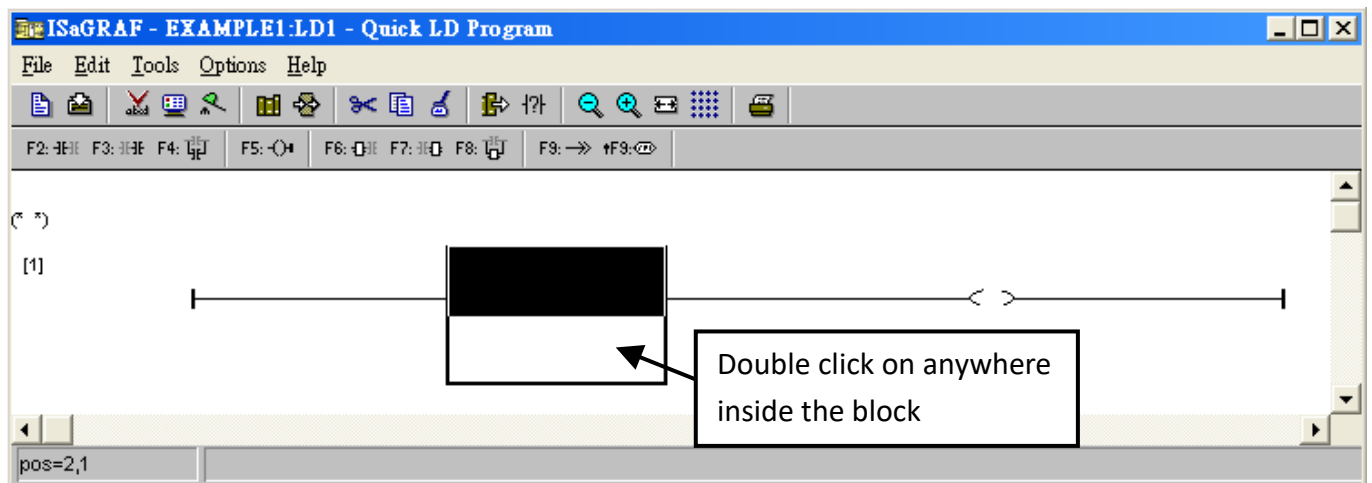 ISaGRAF - EXAMPLE1:LD1 - Quick LD Program
File Edit Tools Options Help
F2: F3: F4: F5: F6: F7: F8: F9: F9:
(* *)
[1]
Double click on anywhere
inside the block
pos=2,1